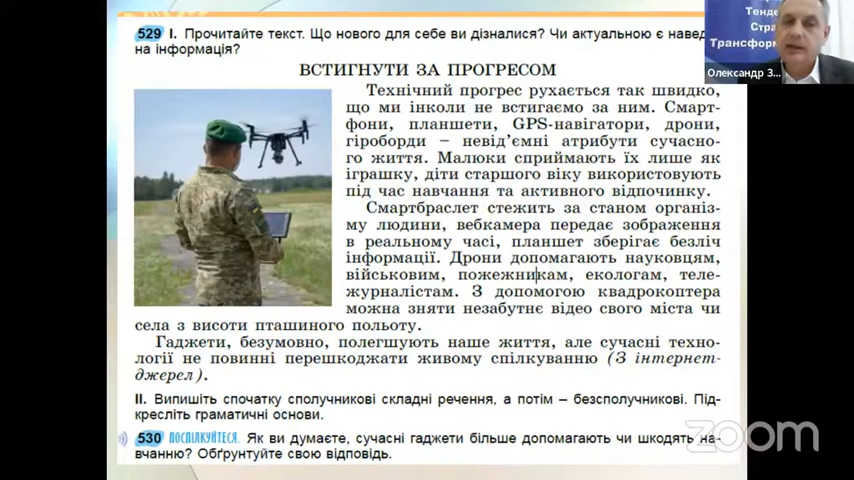 529 І. Прочитайте текст. Що нового для себе ви дізналися? Чи актуальною є
на інформація?
ВСТИГНУТИ ЗА ПРОГРЕСОМ
Технічний прогрес рухається так швидко,
що ми інколи не встигаємо за ним. Смарт-
фони, планшети, GPS-навігатори, дрони,
гіроборди – невід’ємні атрибути сучасно-
го життя. Малюки сприймають їх лише як
іграшку, діти старшого віку використовують
під час навчання та активного відпочинку.
Смартбраслет стежить за станом організ-
му людини, вебкамера передає зображення
в реальному часі, планшет зберігає безліч
інформації. Дрони допомагають науковцям,
військовим, пожежникам, екологам, теле-
журналістам. З допомогою квадрокоптера
можна зняти незабутнє відео свого міста чи
села з висоти пташиного польоту.
Гаджети, безумовно, полегшують наше життя, але сучасні техно-
логії не повинні перешкоджати живому спілкуванню (З інтернет-
джерел).
ІІ. Випишіть спочатку сполучникові складні речення, а потім – безсполучникові. Під-
кресліть граматичні основи.
530 ПОСПІЛКУЙТЕСЯ. Як ви думаєте, сучасні гаджети більше допомагають чи шкодять на-
вчанню? Обґрунтуйте свою відповідь.
Тенде
Стра
Трансформ
Олександр З...
zoom